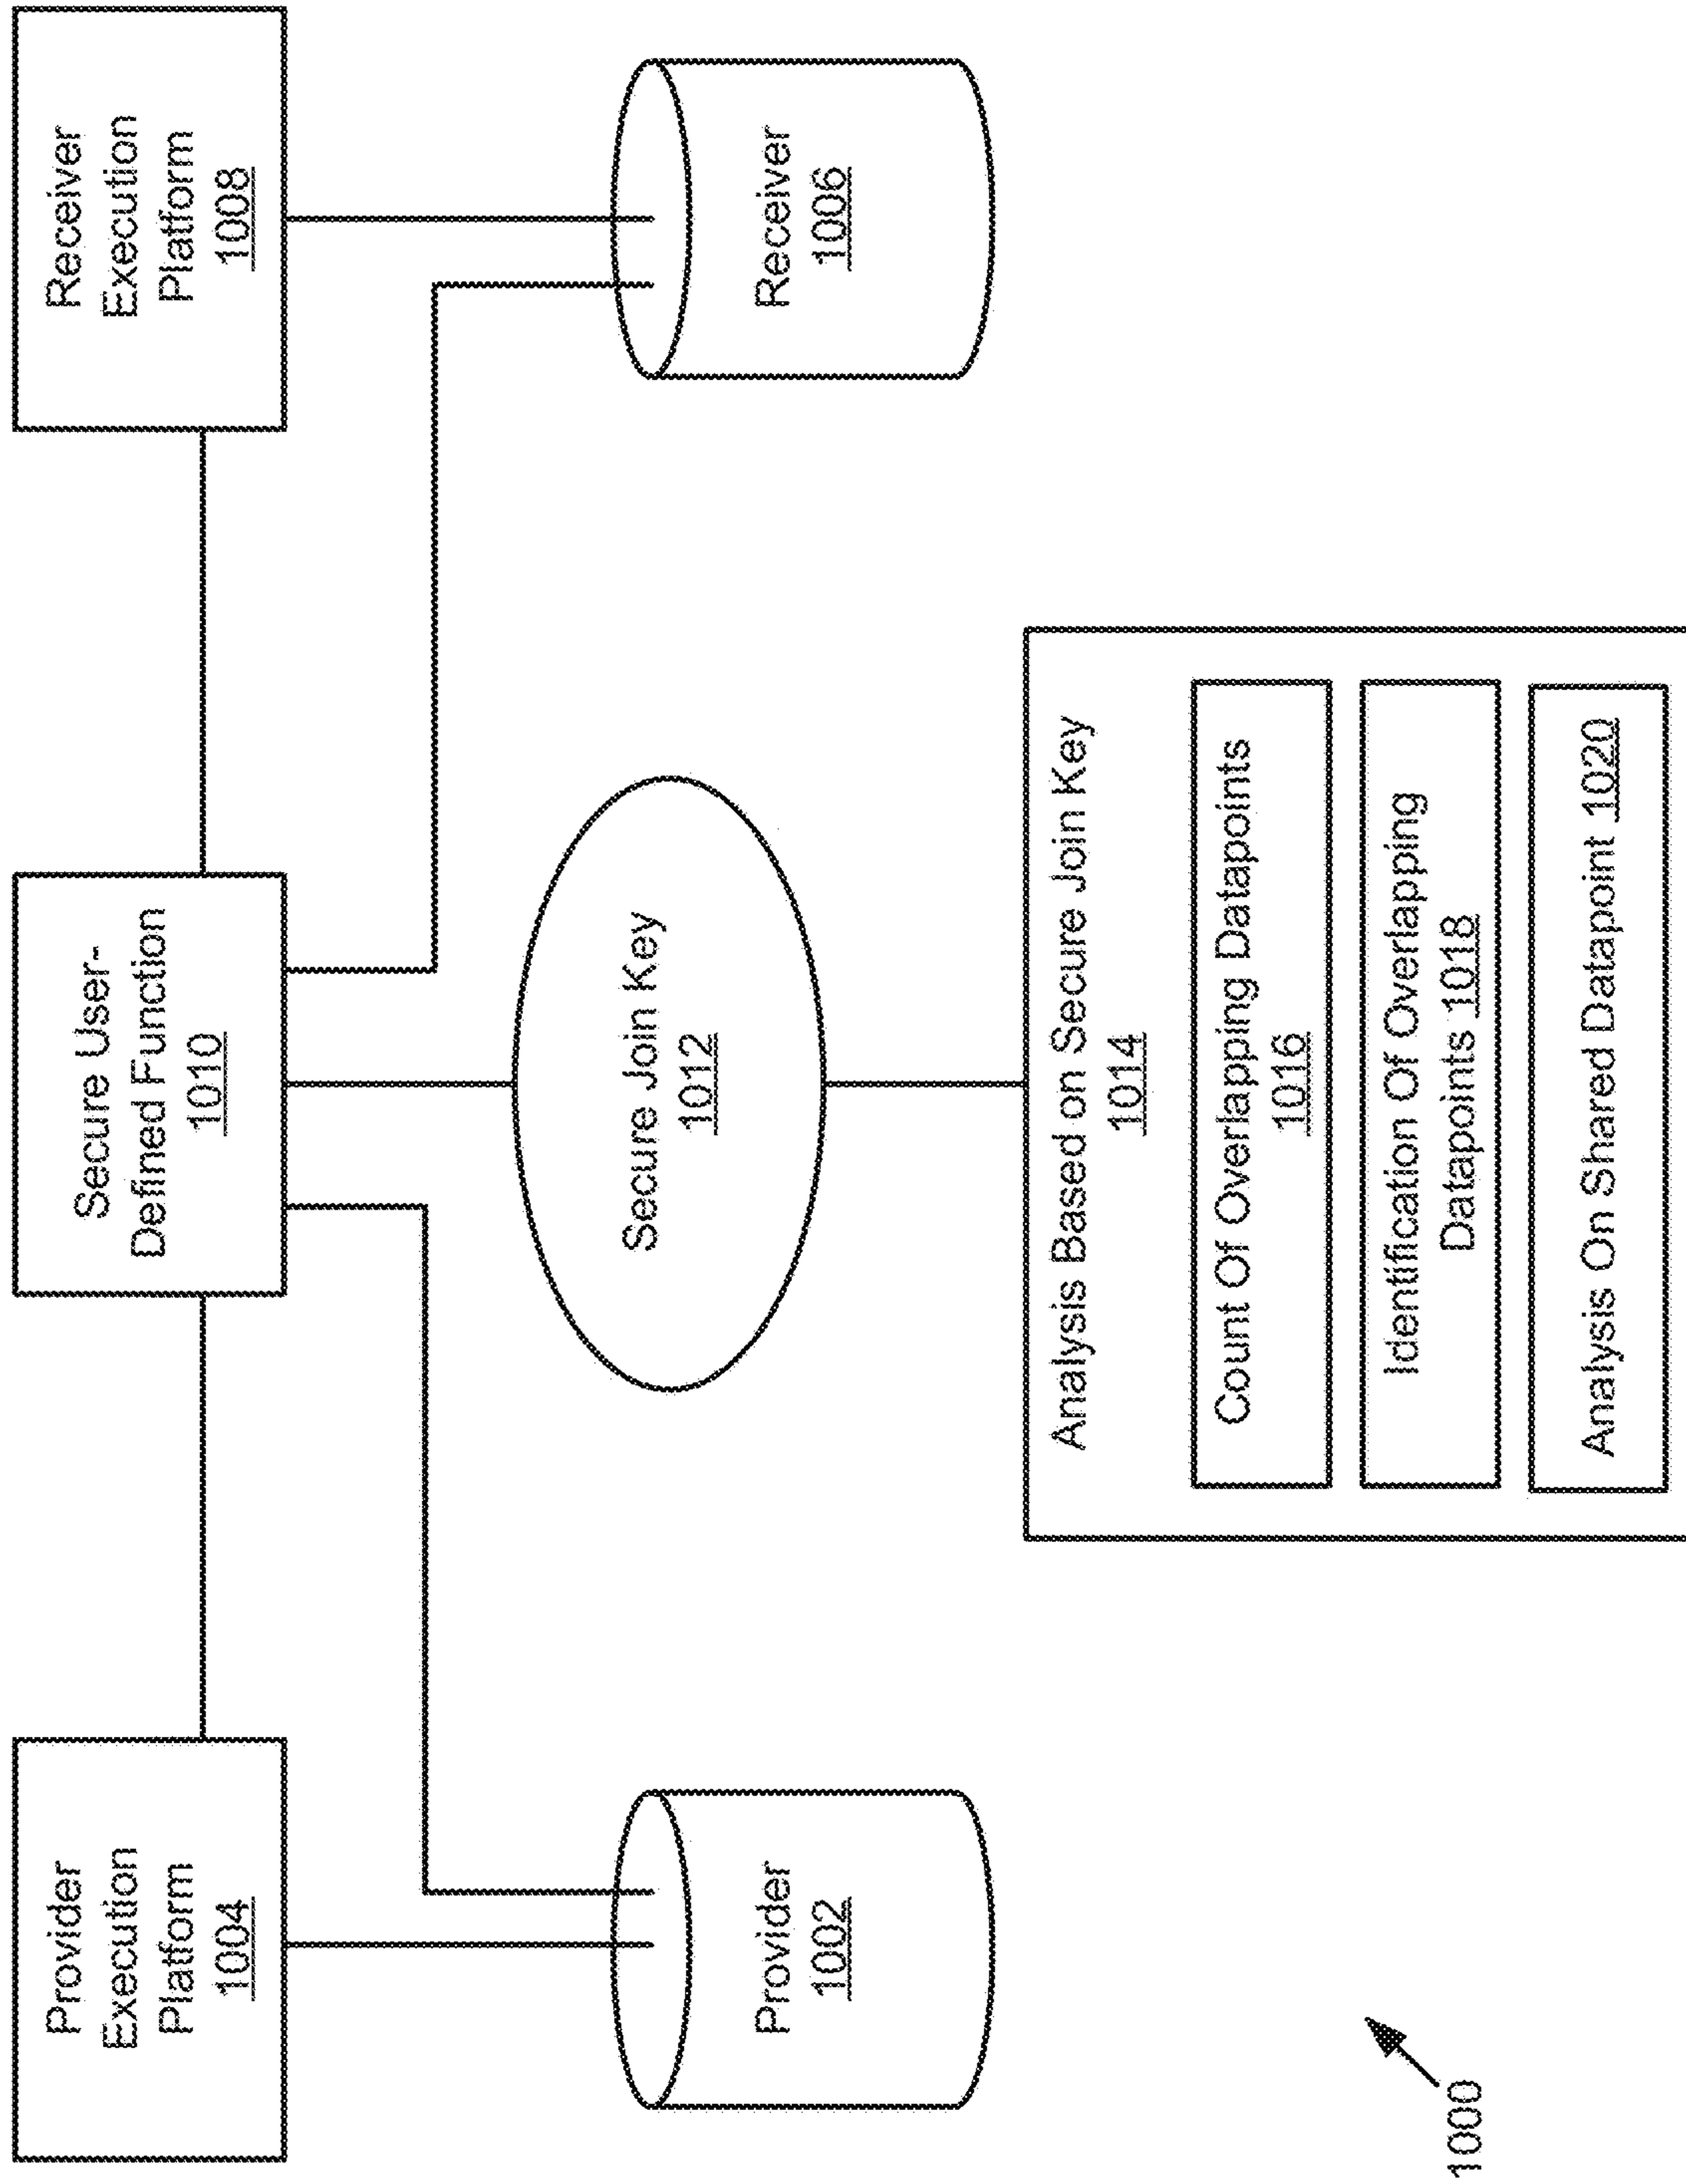 Provider
Execution
Platform
1004
Secure User-
Defined Function
1010
Receiver
Execution
Platform
1008
Provider
1002
Secure Join Key
1012
Receiver
1006
Analysis Based on Secure Join Key
1014
Count Of Overlapping Datapoints
1016
Identification Of Overlapping
Datapoints 1018
Analysis On Shared Datapoint 1020
1000